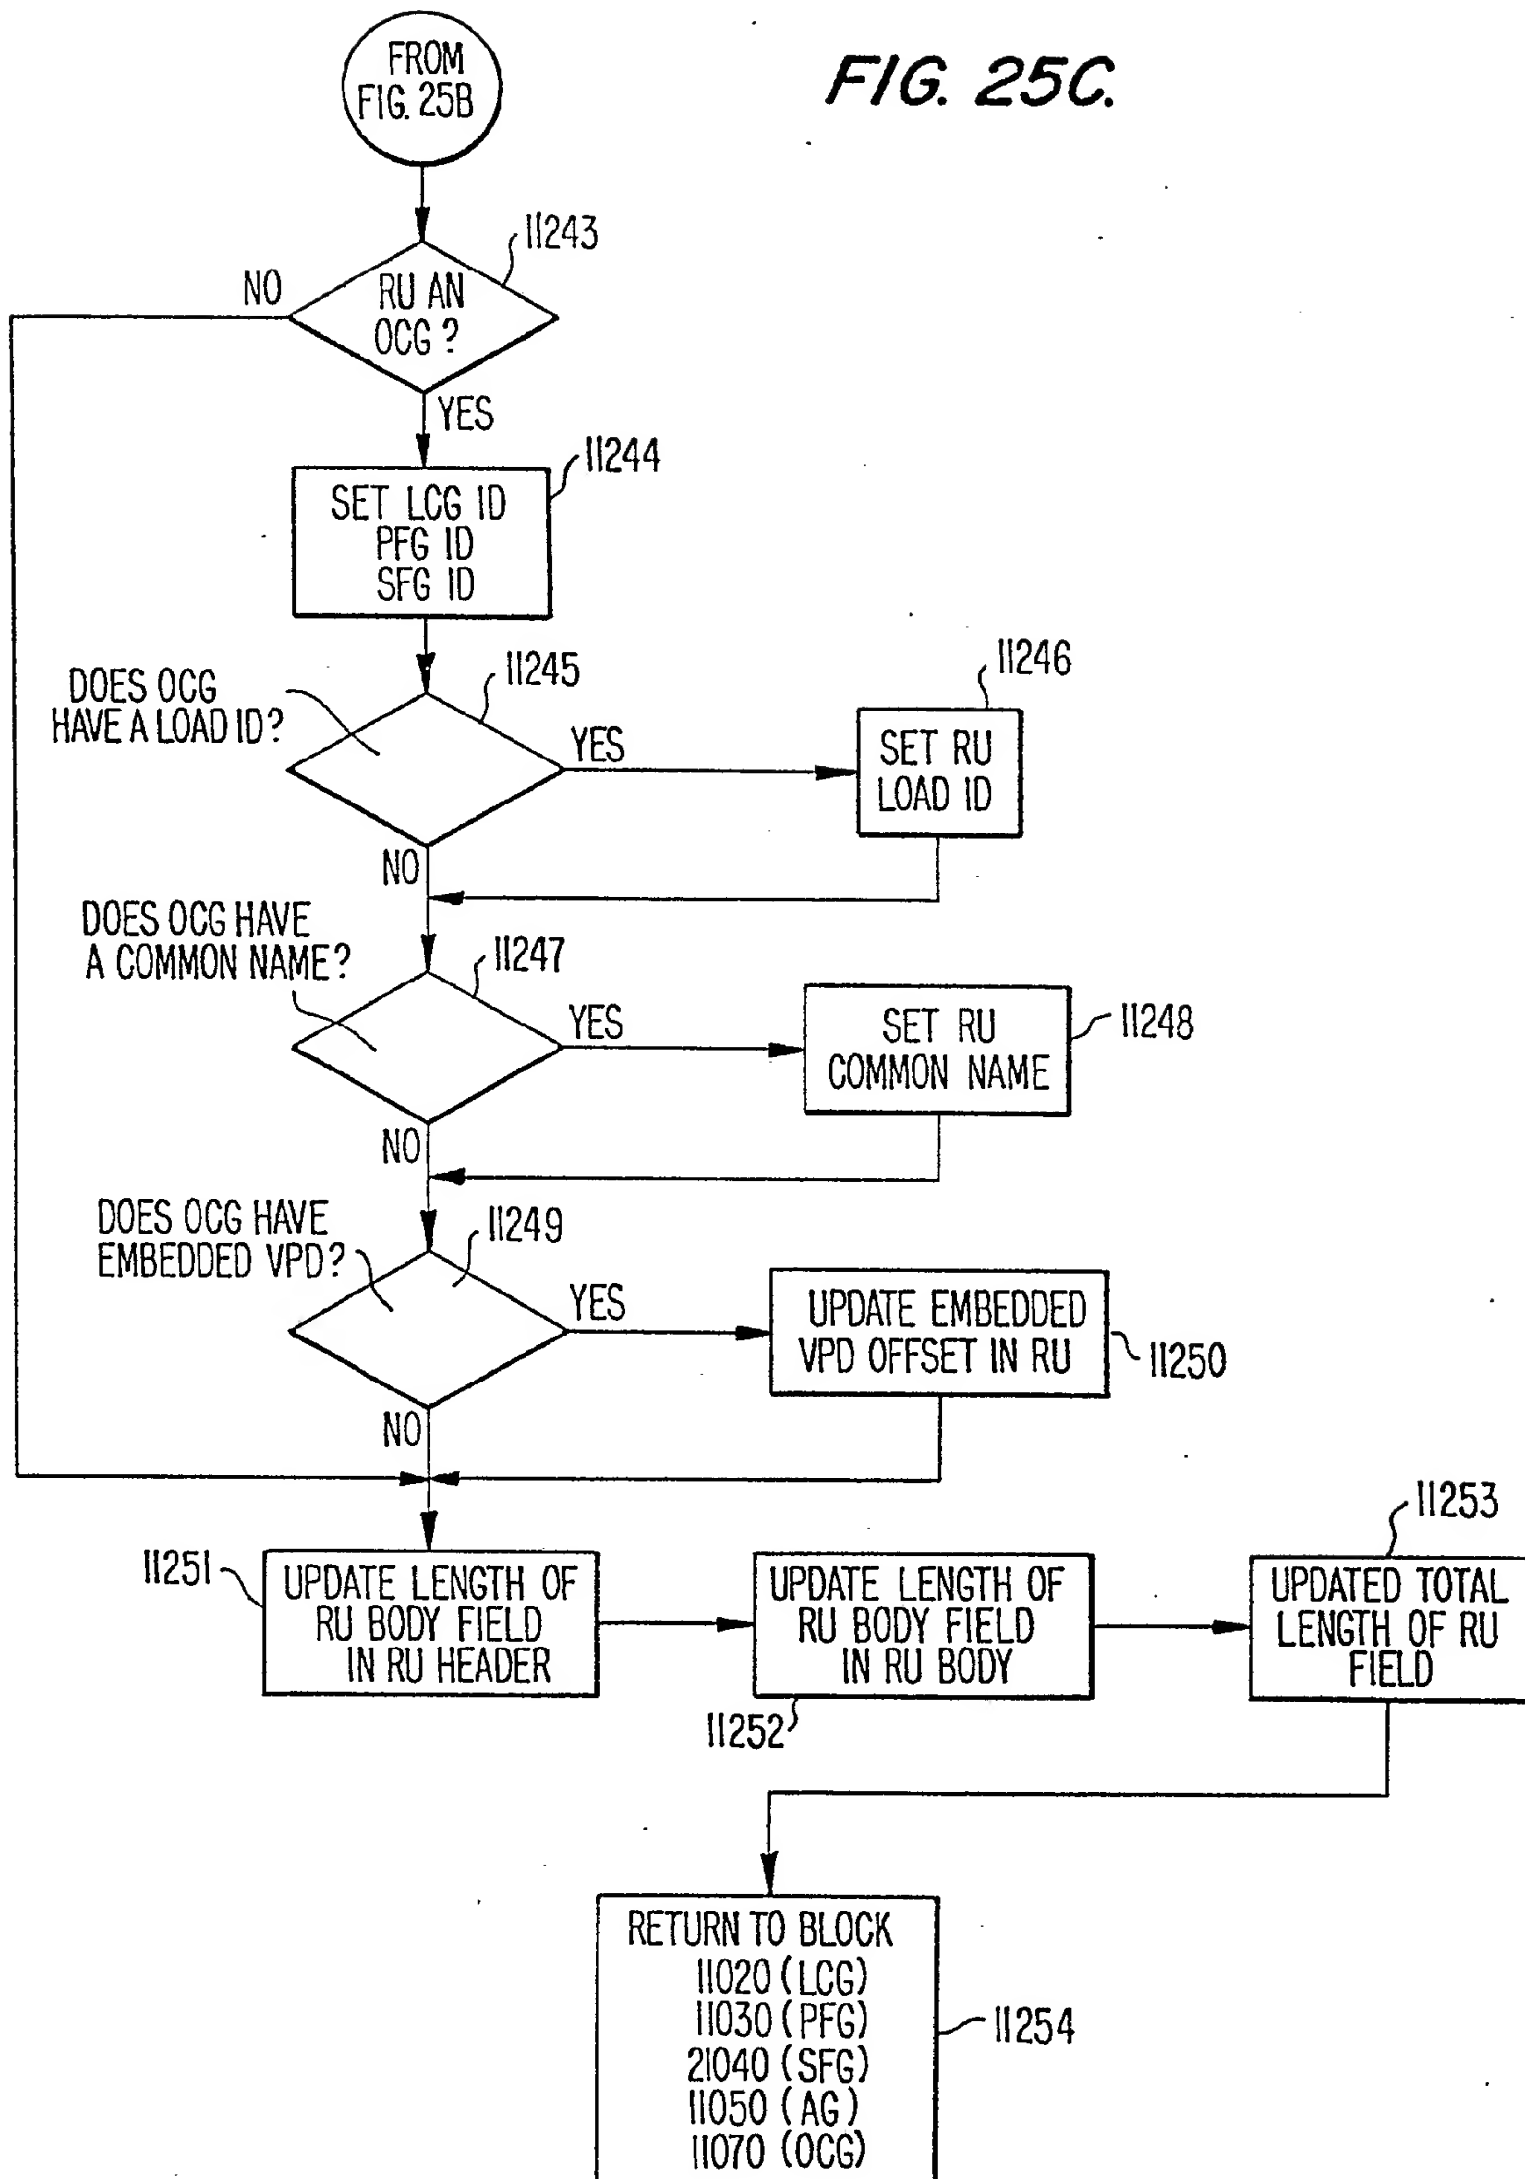 FROM
FIG. 25B
FIG. 25C.
11243
NO
RU AN
OCG?
YES
11244
SET LCG ID
PFG ID
SFG ID
DOES OCG
HAVE A LOAD ID?
11245
YES
11246
SET RU
LOAD ID
NO
DOES OCG HAVE
A COMMON NAME?
11247
YES
SET RU
COMMON NAME
11248
NO
DOES OCG HAVE
EMBEDDED VPD?
11249
YES
UPDATE EMBEDDED
VPD OFFSET IN RU
11250
NO
11251
UPDATE LENGTH OF
RU BODY FIELD
IN RU HEADER
UPDATE LENGTH OF
RU BODY FIELD
IN RU BODY
11252
11253
UPDATED TOTAL
LENGTH OF RU
FIELD
RETURN TO BLOCK
11020 (LCG)
11030 (PFG)
21040 (SFG)
11050 (AG)
11070 (OCG)
11254